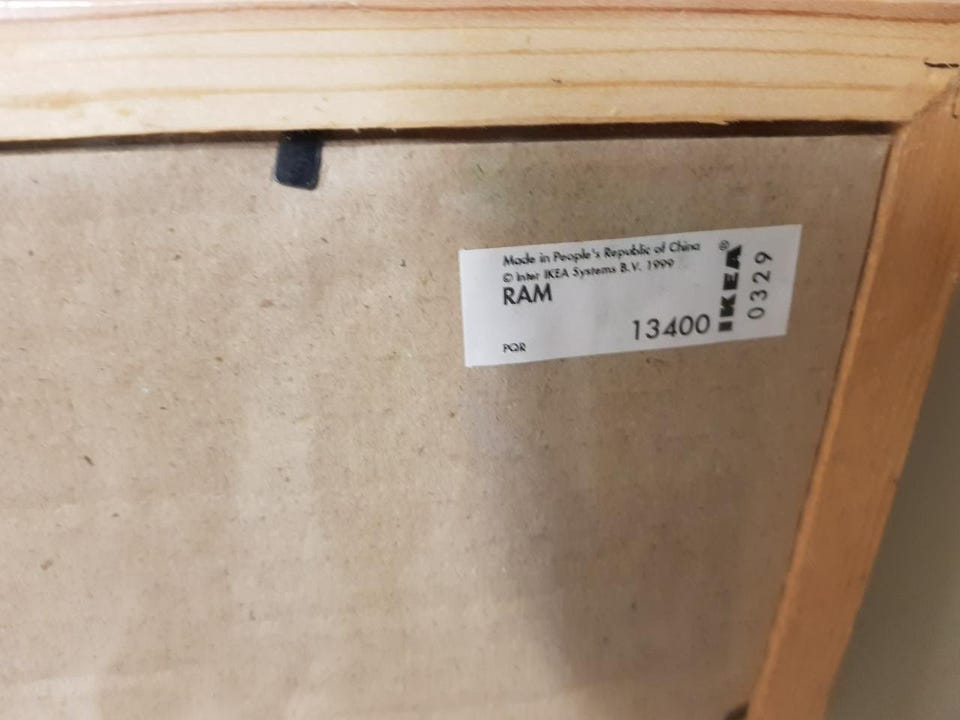 Made in People's Republic of China
© Inter IKEA Systems B.V. 1999
RAM
13400
PQR
IKEA®
0329